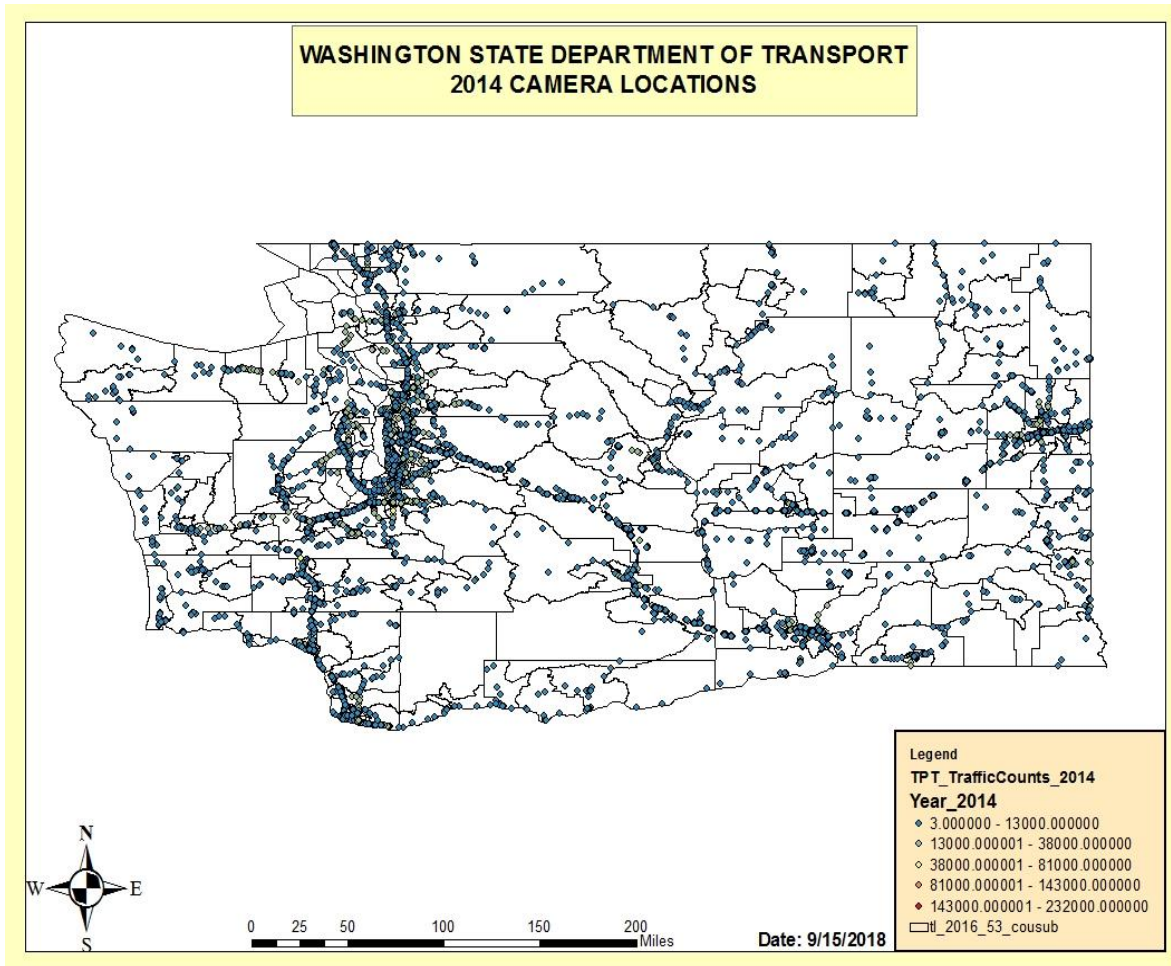 WASHINGTON STATE DEPARTMENT OF TRANSPORT
2014 CAMERA LOCATIONS
Legend
TPT_TrafficCounts_2014
Year_2014
3.000000 - 13000.000000
13000.000001 - 38000.000000
38000.000001 - 81000.000000
81000.000001 - 143000.000000
143000.000001 - 232000.000000
tl_2016_53_cousub
N
W E
S
0 25 50 100 150 200
Miles
Date: 9/15/2018